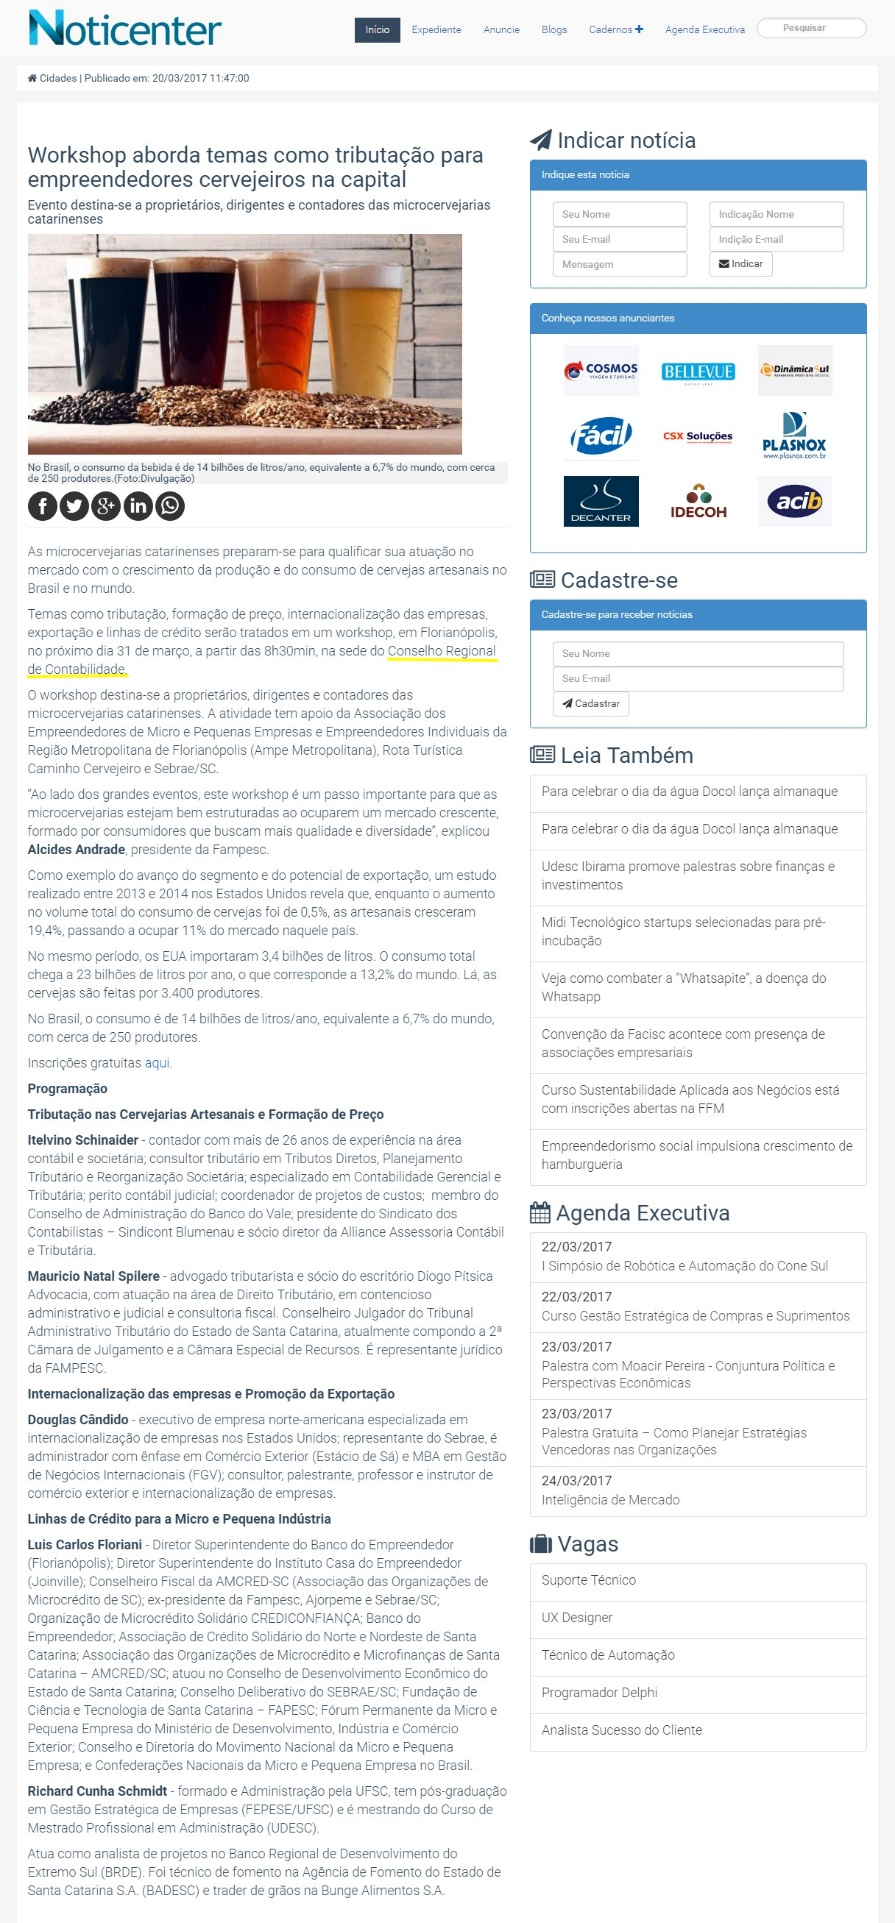 Noticenter
Início
Expediente
Anuncie
Blogs
Cadernos
Agenda Executiva
Pesquisar
Cidades | Publicado em: 20/03/2017 11:47:00
Workshop aborda temas como tributação para
empreendedores cervejeiros na capital
Evento destina-se a proprietários, dirigentes e contadores das microcervejarias
catarinenses
No Brasil, o consumo da bebida é de 14 bilhões de litros/ano, equivalente a 6,7% do mundo, com cerca
de 250 produtores.(Foto:Divulgação)
As microcervejarias catarinenses preparam-se para qualificar sua atuação no
mercado com o crescimento da produção e do consumo de cervejas artesanais no
Brasil e no mundo.
Temas como tributação, formação de preço, internacionalização das empresas,
exportação e linhas de crédito serão tratados em um workshop, em Florianópolis,
no próximo dia 31 de março, a partir das 8h30min, na sede do Conselho Regional
de Contabilidade.
O workshop destina-se a proprietários, dirigentes e contadores das
microcervejarias catarinenses. A atividade tem apoio da Associação dos
Empreendedores de Micro e Pequenas Empresas e Empreendedores Individuais da
Região Metropolitana de Florianópolis (Ampe Metropolitana), Rota Turística
Caminho Cervejeiro e Sebrae/SC.
“Ao lado dos grandes eventos, este workshop é um passo importante para que as
microcervejarias estejam bem estruturadas ao ocuparem um mercado crescente,
formado por consumidores que buscam mais qualidade e diversidade”, explicou
Alcides Andrade, presidente da Fampesc.
Como exemplo do avanço do segmento e do potencial de exportação, um estudo
realizado entre 2013 e 2014 nos Estados Unidos revela que, enquanto o aumento
no volume total do consumo de cervejas foi de 0,5%, as artesanais cresceram
19,4%, passando a ocupar 11% do mercado naquele país.
No mesmo período, os EUA importaram 3,4 bilhões de litros. O consumo total
chega a 23 bilhões de litros por ano, o que corresponde a 13,2% do mundo. Lá, as
cervejas são feitas por 3.400 produtores.
No Brasil, o consumo é de 14 bilhões de litros/ano, equivalente a 6,7% do mundo,
com cerca de 250 produtores.
Inscrições gratuitas aqui.
Programação
Tributação nas Cervejarias Artesanais e Formação de Preço
Itelvino Schinaider - contador com mais de 26 anos de experiência na área
contábil e societária; consultor tributário em Tributos Diretos, Planejamento
Tributário e Reorganização Societária; especializado em Contabilidade Gerencial e
Tributária; perito contábil judicial; coordenador de projetos de custos; membro do
Conselho de Administração do Banco do Vale; presidente do Sindicato dos
Contabilistas – Sindicont Blumenau e sócio diretor da Alliance Assessoria Contábil
e Tributária.
Mauricio Natal Spilere - advogado tributarista e sócio do escritório Diogo Pítsica
Advocacia, com atuação na área de Direito Tributário, em contencioso
administrativo e judicial e consultoria fiscal. Conselheiro Julgador do Tribunal
Administrativo Tributário do Estado de Santa Catarina, atualmente compondo a 2ª
Câmara de Julgamento e a Câmara Especial de Recursos. É representante jurídico
da FAMPESC.
Internacionalização das empresas e Promoção da Exportação
Douglas Cândido - executivo de empresa norte-americana especializada em
internacionalização de empresas nos Estados Unidos; representante do Sebrae, é
administrador com ênfase em Comércio Exterior (Estácio de Sá) e MBA em Gestão
de Negócios Internacionais (FGV); consultor, palestrante, professor e instrutor de
comércio exterior e internacionalização de empresas.
Linhas de Crédito para a Micro e Pequena Indústria
Luis Carlos Floriani - Diretor Superintendente do Banco do Empreendedor
(Florianópolis); Diretor Superintendente do Instituto Casa do Empreendedor
(Joinville); Conselheiro Fiscal da AMCRED-SC (Associação das Organizações de
Microcrédito de SC); ex-presidente da Fampesc, Ajorpeme e Sebrae/SC;
Organização de Microcrédito Solidário CREDICONFIANÇA; Banco do
Empreendedor; Associação de Crédito Solidário do Norte e Nordeste de Santa
Catarina; Associação das Organizações de Microcrédito e Microfinanças de Santa
Catarina – AMCRED/SC; atuou no Conselho de Desenvolvimento Econômico do
Estado de Santa Catarina; Conselho Deliberativo do SEBRAE/SC; Fundação de
Ciência e Tecnologia de Santa Catarina – FAPESC; Fórum Permanente da Micro e
Pequena Empresa do Ministério de Desenvolvimento, Indústria e Comércio
Exterior; Conselho e Diretoria do Movimento Nacional da Micro e Pequena
Empresa; e Confederações Nacionais da Micro e Pequena Empresa no Brasil.
Richard Cunha Schmidt - formado e Administração pela UFSC, tem pós-graduação
em Gestão Estratégica de Empresas (FEPESE/UFSC) e é mestrando do Curso de
Mestrado Profissional em Administração (UDESC).
Atua como analista de projetos no Banco Regional de Desenvolvimento do
Extremo Sul (BRDE). Foi técnico de fomento na Agência de Fomento do Estado de
Santa Catarina S.A. (BADESC) e trader de grãos na Bunge Alimentos S.A.
Indicar notícia
Indique esta notícia
Seu Nome
Indicação Nome
Seu E-mail
Indição E-mail
Mensagem
Indicar
Conheça nossos anunciantes
COSMOS
VIAGEM E TURISMO
BELLEVUE
DinâmicaSul
Fácil
CSX Soluções
PLASNOX
www.plasnox.com.br
DECANTER
IDECOH
acib
Cadastre-se
Cadastre-se para receber notícias
Seu Nome
Seu E-mail
Cadastrar
Leia Também
Para celebrar o dia da água Docol lança almanaque
Para celebrar o dia da água Docol lança almanaque
Udesc Ibirama promove palestras sobre finanças e
investimentos
Midi Tecnológico startups selecionadas para pré-
incubação
Veja como combater a “Whatsapite”, a doença do
Whatsapp
Convenção da Facisc acontece com presença de
associações empresariais
Curso Sustentabilidade Aplicada aos Negócios está
com inscrições abertas na FFM
Empreendedorismo social impulsiona crescimento de
hamburgueria
Agenda Executiva
22/03/2017
I Simpósio de Robótica e Automação do Cone Sul
22/03/2017
Curso Gestão Estratégica de Compras e Suprimentos
23/03/2017
Palestra com Moacir Pereira - Conjuntura Política e
Perspectivas Econômicas
23/03/2017
Palestra Gratuita – Como Planejar Estratégias
Vencedoras nas Organizações
24/03/2017
Inteligência de Mercado
Vagas
Suporte Técnico
UX Designer
Técnico de Automação
Programador Delphi
Analista Sucesso do Cliente